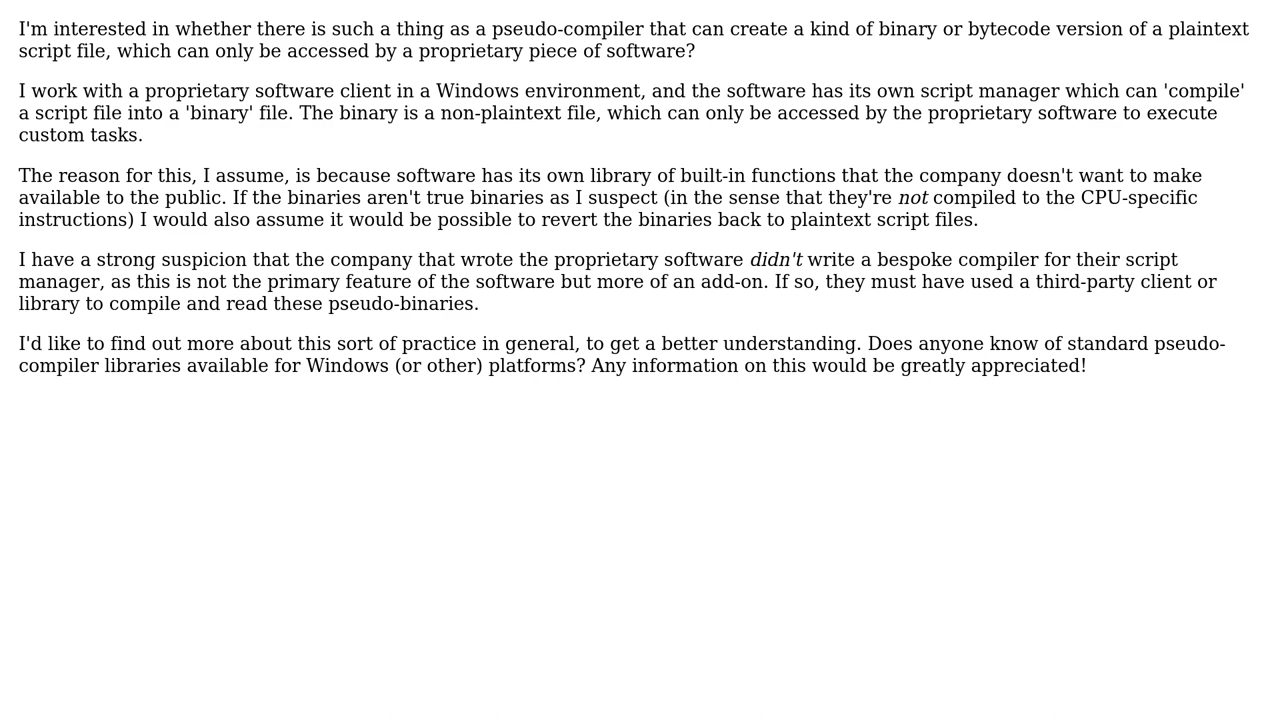 I'm interested in whether there is such a thing as a pseudo-compiler that can create a kind of binary or bytecode version of a plaintext
script file, which can only be accessed by a proprietary piece of software?
I work with a proprietary software client in a Windows environment, and the software has its own script manager which can 'compile'
a script file into a 'binary' file. The binary is a non-plaintext file, which can only be accessed by the proprietary software to execute
custom tasks.
The reason for this, I assume, is because software has its own library of built-in functions that the company doesn't want to make
available to the public. If the binaries aren't true binaries as I suspect (in the sense that they're not compiled to the CPU-specific
instructions) I would also assume it would be possible to revert the binaries back to plaintext script files.
I have a strong suspicion that the company that wrote the proprietary software didn't write a bespoke compiler for their script
manager, as this is not the primary feature of the software but more of an add-on. If so, they must have used a third-party client or
library to compile and read these pseudo-binaries.
I'd like to find out more about this sort of practice in general, to get a better understanding. Does anyone know of standard pseudo-
compiler libraries available for Windows (or other) platforms? Any information on this would be greatly appreciated!